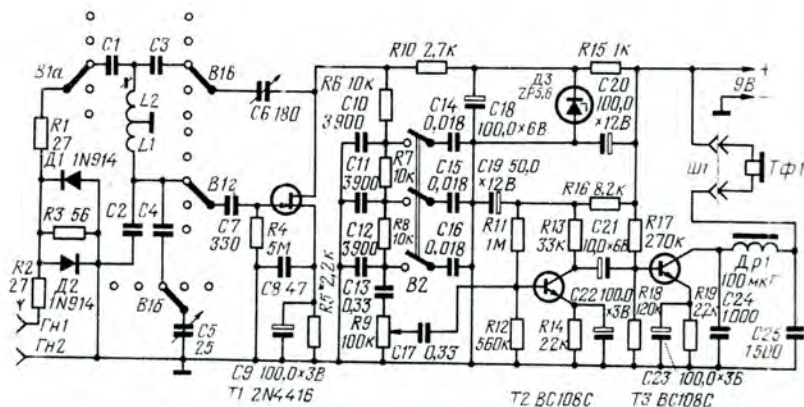 R10 2,7к
R15 1к
C1
C3
В1а
В1б
R6 10к
C10
3900
C14
0,018
Д3
ZP5,6
C20
100,0
×12В
+
9В
–
x
L2
L1
C6 180
C18
100,0×6В
R1
27
Д1 1N914
C11
3900
R7
10к
C15
0,018
C19 50,0
×12В
Ш1
Тф1
В1г
R16 8,2к
R3 56
C2
C4
C7
330
R4
5М
C12
3900
R8
10к
C16
0,018
R11
1М
R13
33к
C21
10,0×6В
R17
270к
R2
27
Д2
1N914
C8 47
R5* 2,2к
C13
0,33
В2
Др1
100мкГ
Гн1
Гн2
В1б
C5
25
R9
100к
C17
0,33
R12
560к
R14
22к
C22 100,0
×3В
R18
120к
R19
2,2к
C24
1000
C25
1500
C9 100,0×3В
C23 100,0×3В
T1 2N4416
T2 BC108C
T3 BC108C